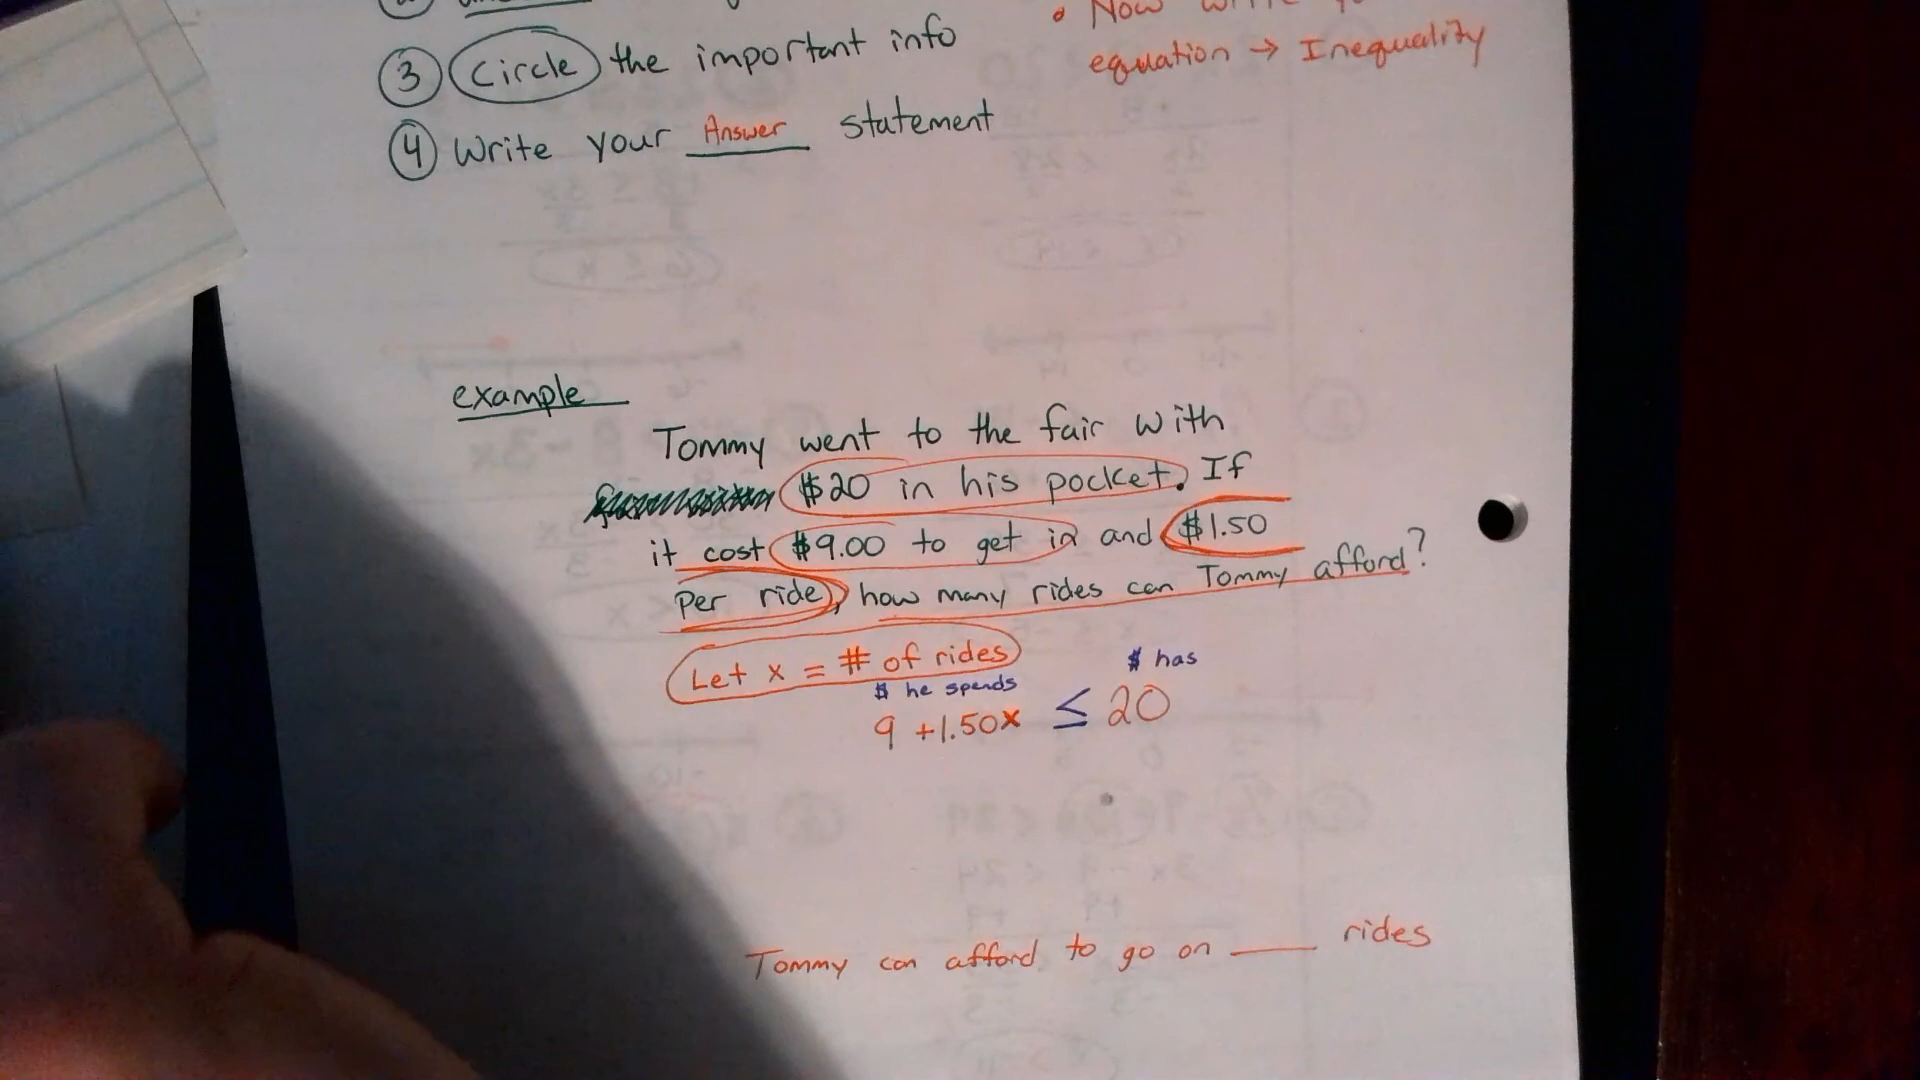 • Now
③ Circle the important info
equation → Inequality
④ Write your Answer statement
example
Tommy went to the fair with
$20 in his pocket. If
it cost $9.00 to get in and $1.50
per ride, how many rides can Tommy afford?
Let x = # of rides
$ he spends $ has
9 + 1.50x ≤ 20
Tommy can afford to go on ____ rides